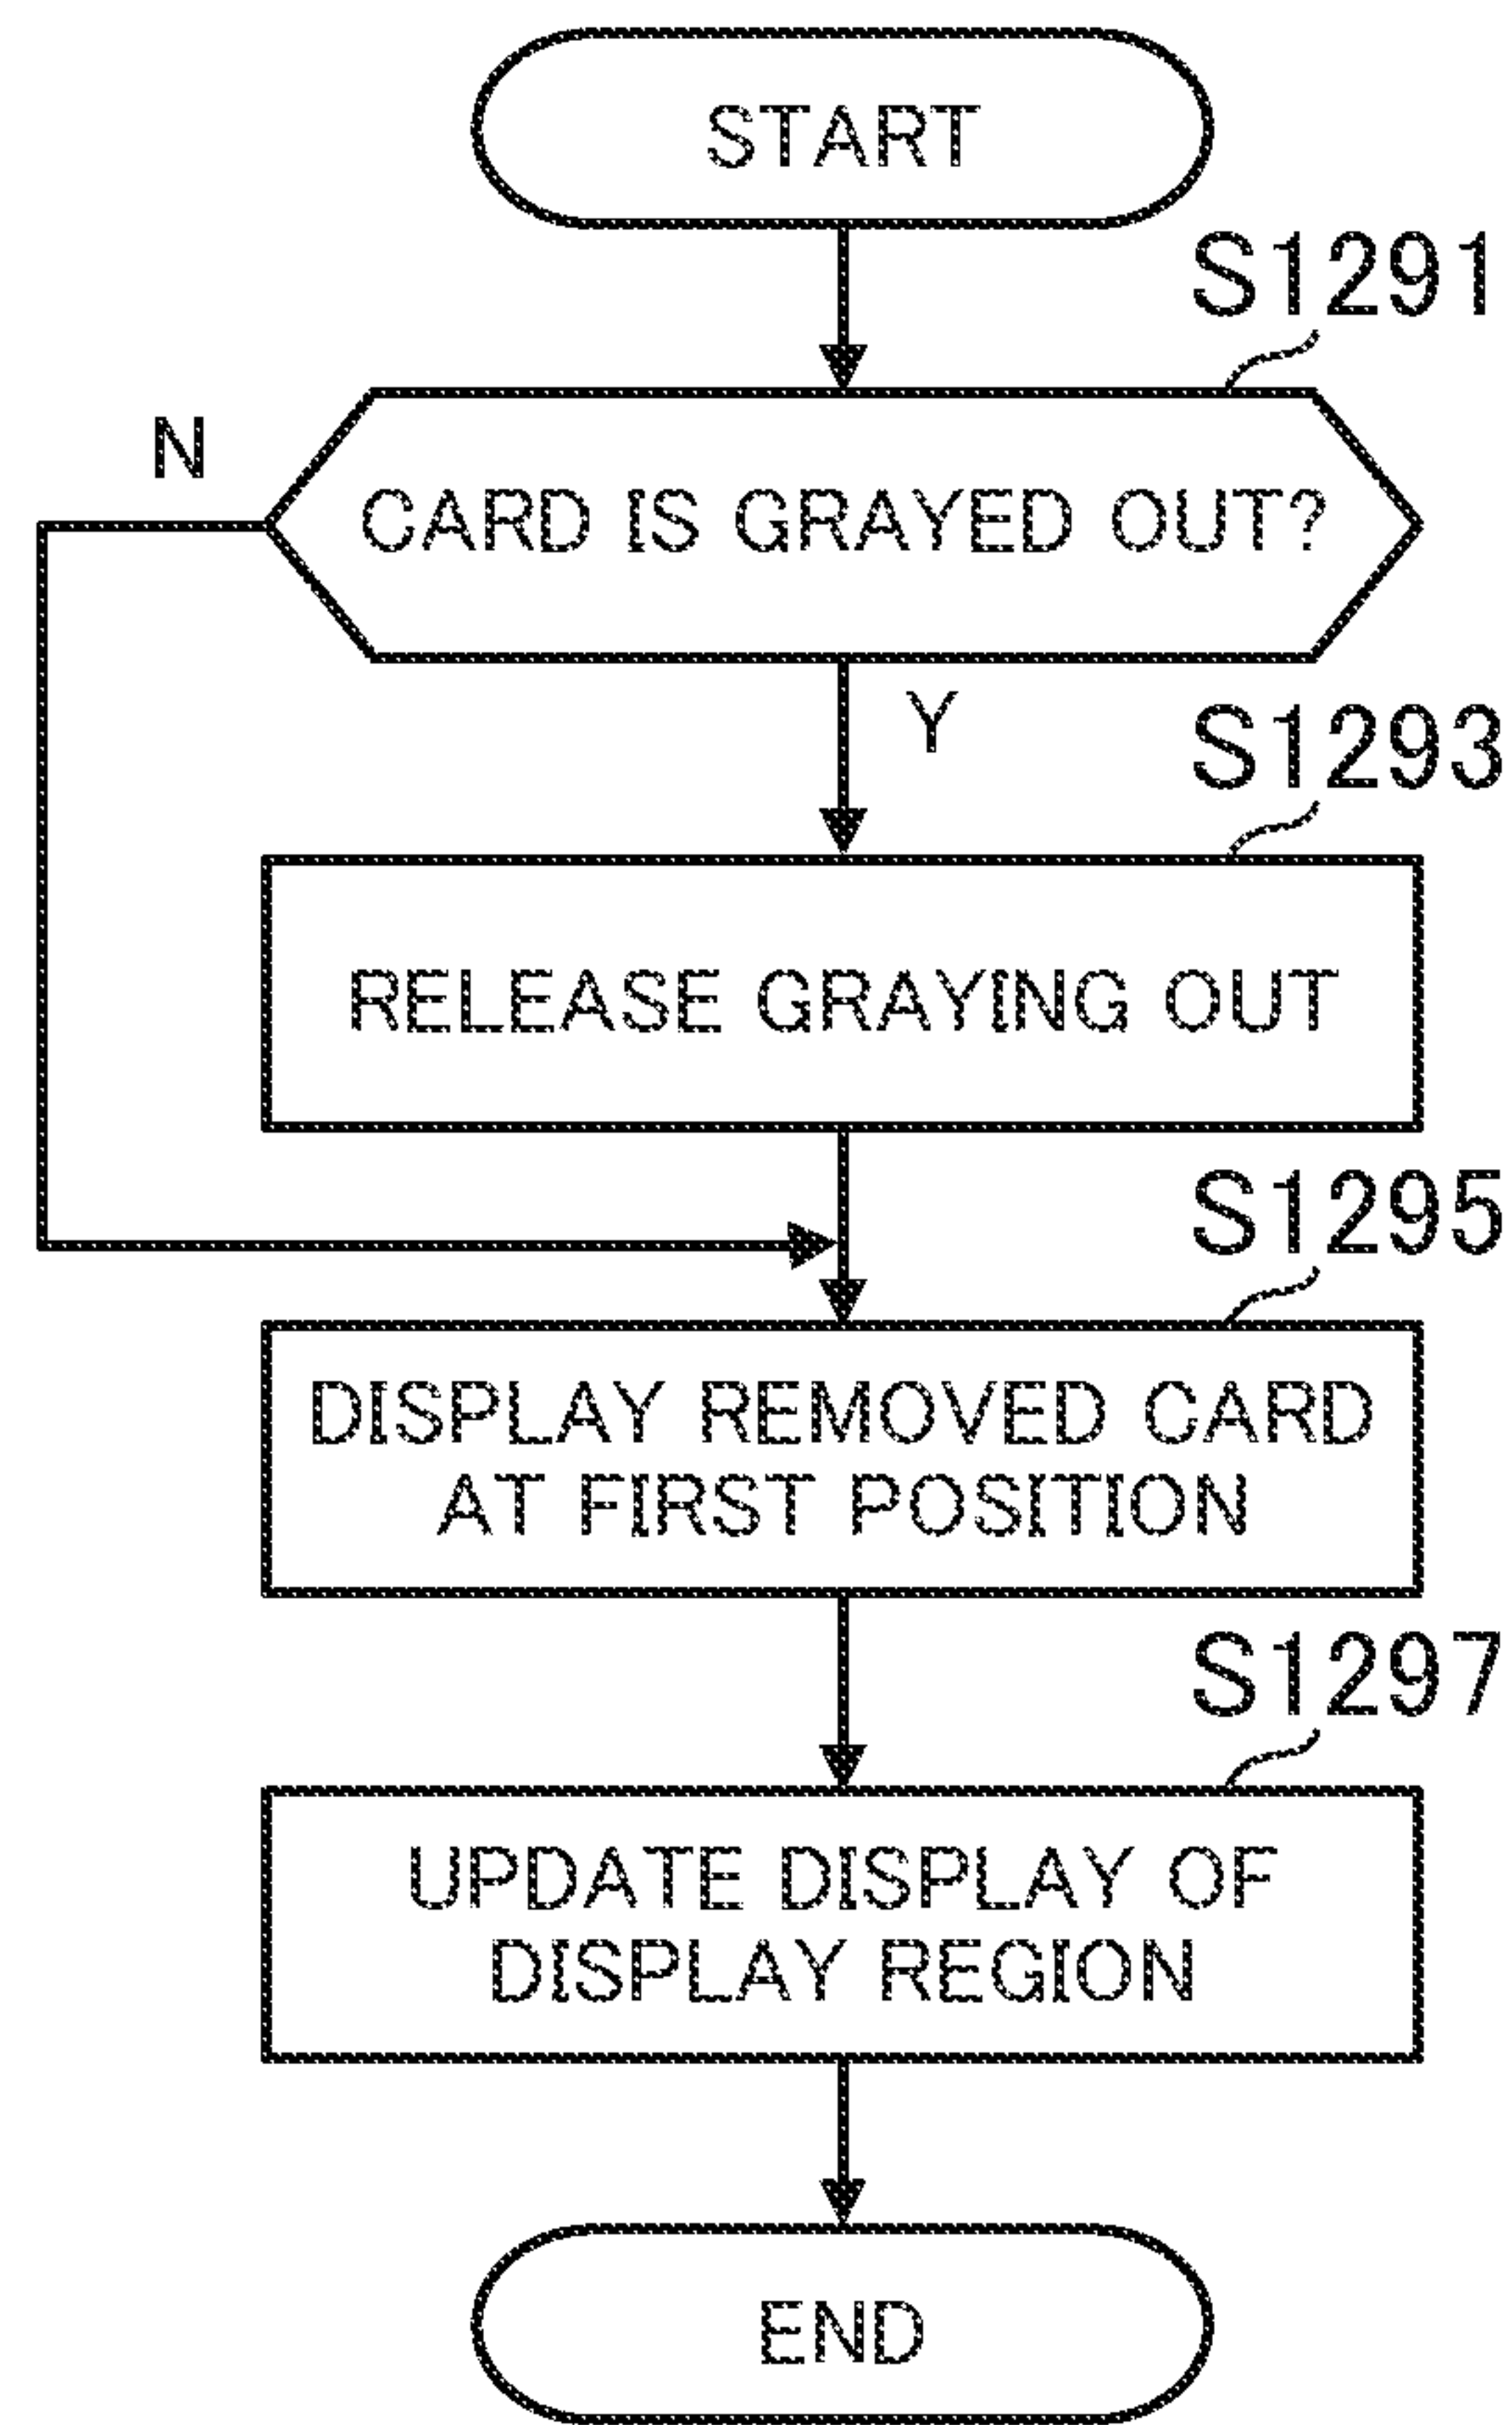 START
S1291
N
CARD IS GRAYED OUT?
Y
S1293
RELEASE GRAYING OUT
S1295
DISPLAY REMOVED CARD
AT FIRST POSITION
S1297
UPDATE DISPLAY OF
DISPLAY REGION
END